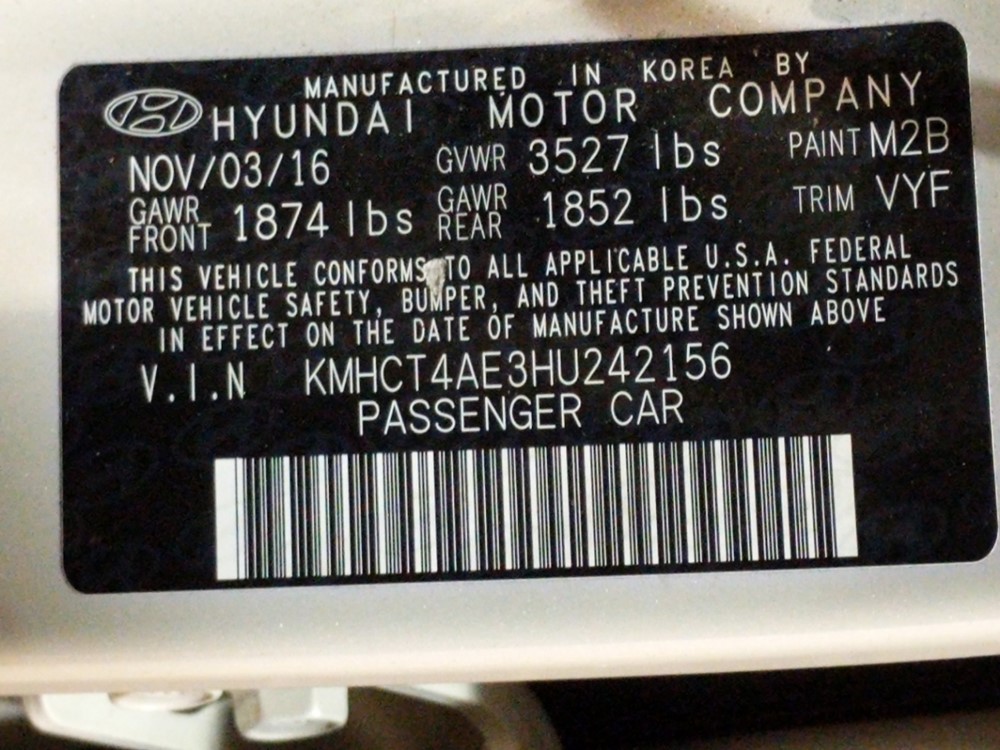 MANUFACTURED IN KOREA BY
HYUNDAI MOTOR COMPANY
NOV/03/16 GVWR 3527 lbs PAINT M2B
GAWR FRONT 1874 lbs GAWR REAR 1852 lbs TRIM VYF
THIS VEHICLE CONFORMS TO ALL APPLICABLE U.S.A. FEDERAL
MOTOR VEHICLE SAFETY, BUMPER, AND THEFT PREVENTION STANDARDS
IN EFFECT ON THE DATE OF MANUFACTURE SHOWN ABOVE
V.I.N KMHCT4AE3HU242156
PASSENGER CAR